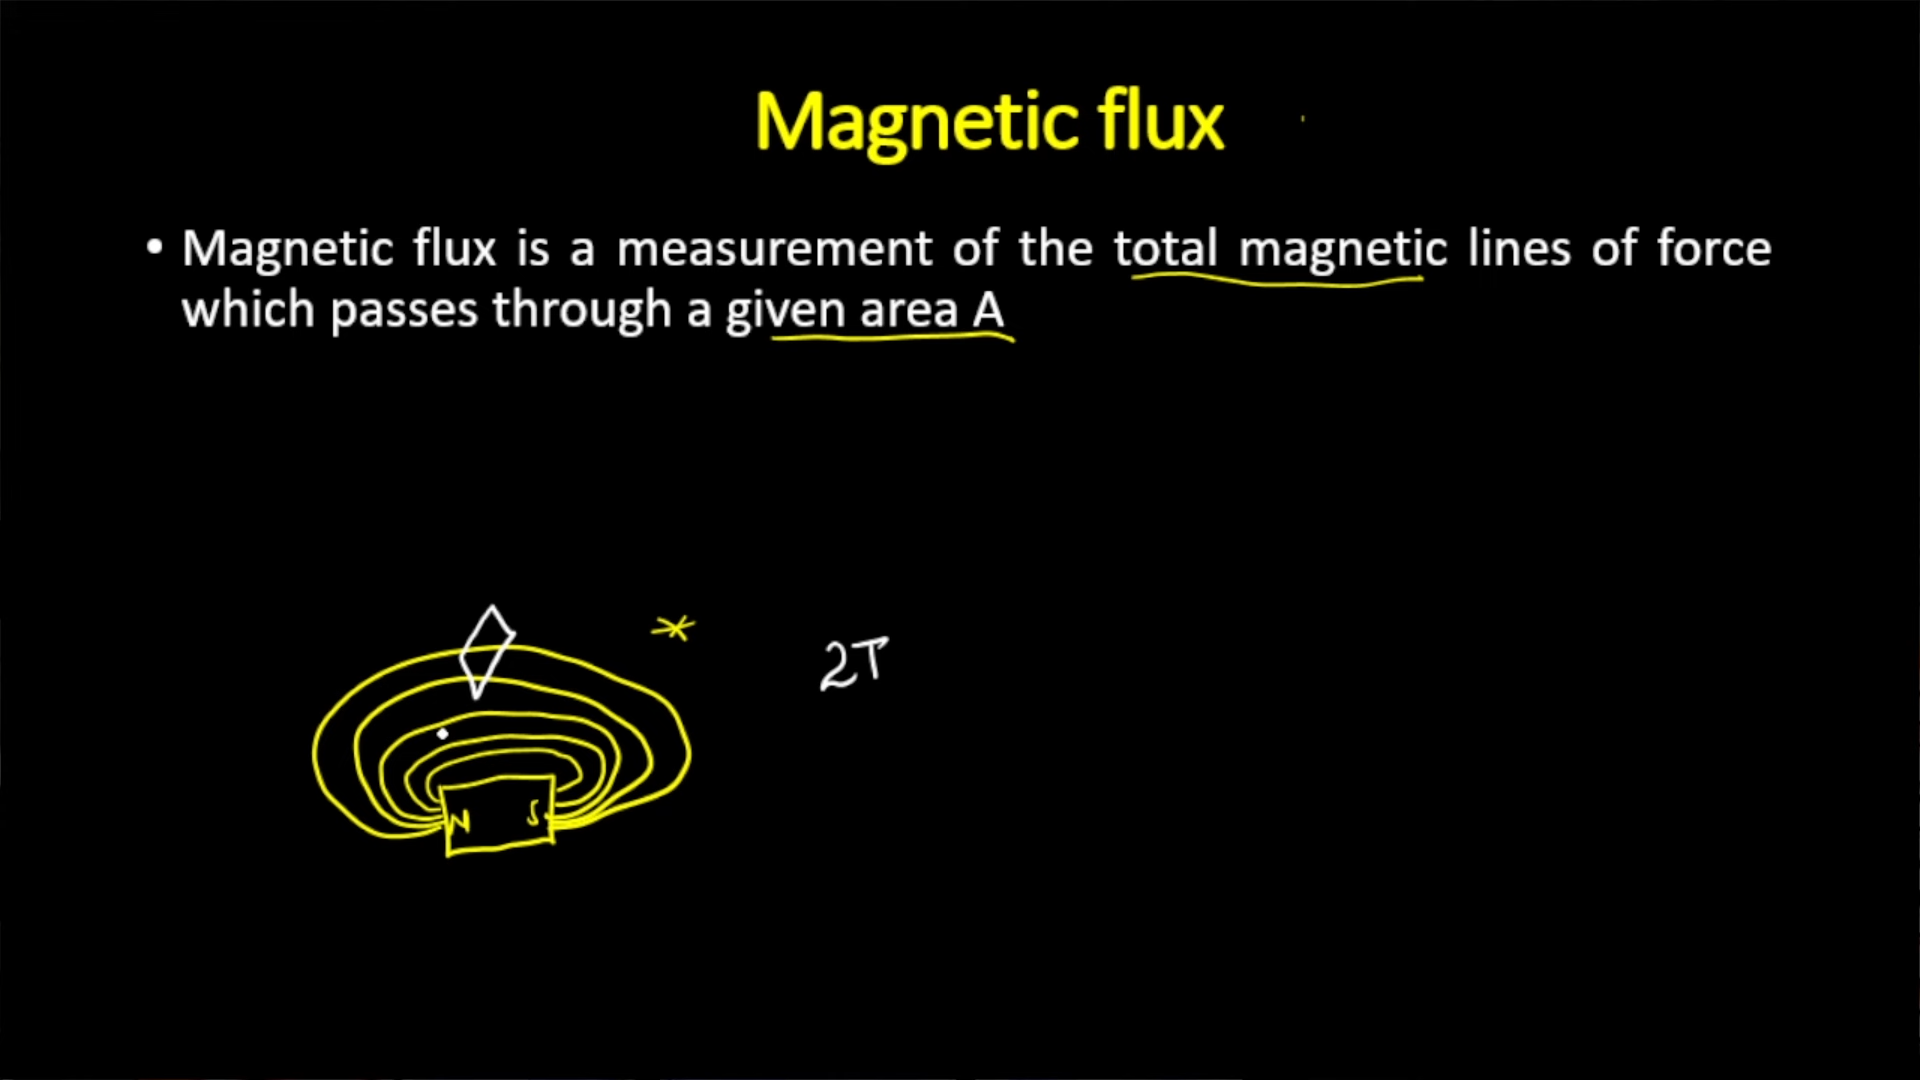 Magnetic flux
• Magnetic flux is a measurement of the total magnetic lines of force
which passes through a given area A
2T
N S